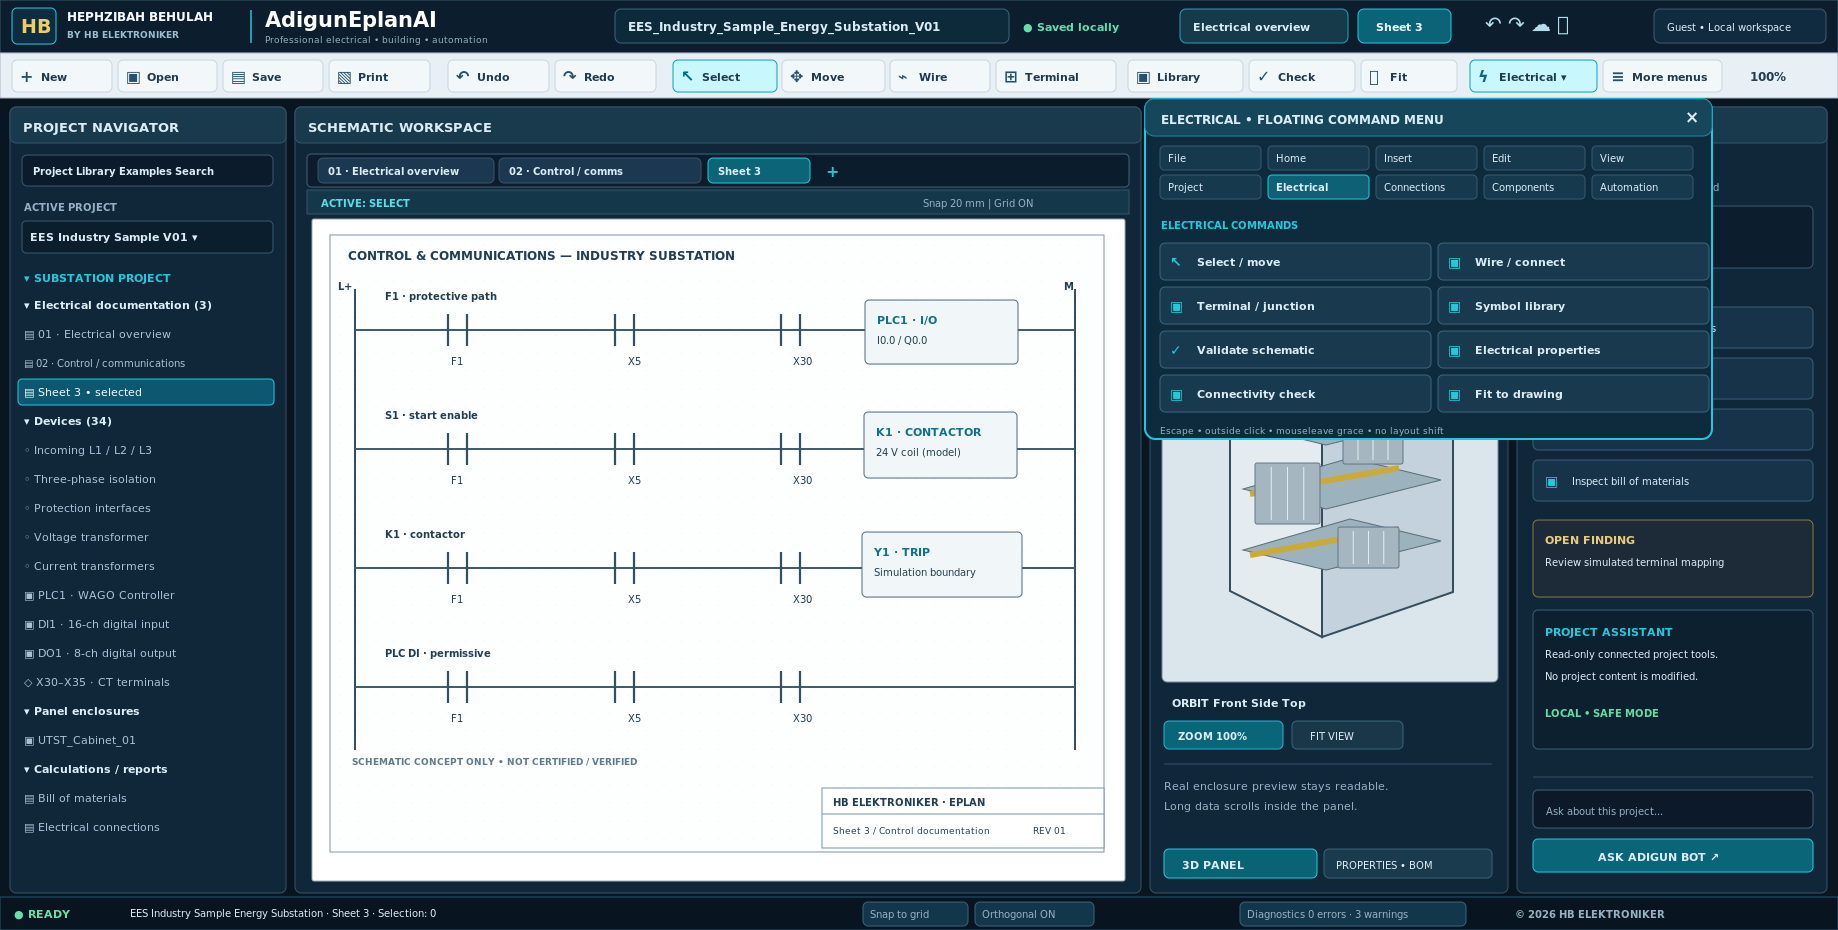 HB
HEPHZIBAH BEHULAH
BY HB ELEKTRONIKER
AdigunEplanAI
Professional electrical • building • automation
EES_Industry_Sample_Energy_Substation_V01
● Saved locally
Electrical overview
Sheet 3
Guest • Local workspace
+ New
Open
Save
Print
Undo
Redo
Select
Move
Wire
Terminal
Library
Check
Fit
Electrical ▾
More menus
100%
PROJECT NAVIGATOR
Project Library Examples Search
ACTIVE PROJECT
EES Industry Sample V01 ▾
▾ SUBSTATION PROJECT
▾ Electrical documentation (3)
01 · Electrical overview
02 · Control / communications
Sheet 3 • selected
▾ Devices (34)
◦ Incoming L1 / L2 / L3
◦ Three-phase isolation
◦ Protection interfaces
◦ Voltage transformer
◦ Current transformers
▣ PLC1 · WAGO Controller
▣ DI1 · 16-ch digital input
▣ DO1 · 8-ch digital output
◇ X30–X35 · CT terminals
▾ Panel enclosures
▣ UTST_Cabinet_01
▾ Calculations / reports
Bill of materials
Electrical connections
SCHEMATIC WORKSPACE
01 · Electrical overview
02 · Control / comms
Sheet 3
+
ACTIVE: SELECT
Snap 20 mm | Grid ON
CONTROL & COMMUNICATIONS — INDUSTRY SUBSTATION
L+
M
F1 · protective path
F1
X5
X30
PLC1 · I/O
I0.0 / Q0.0
S1 · start enable
F1
X5
X30
K1 · CONTACTOR
24 V coil (model)
K1 · contactor
F1
X5
X30
Y1 · TRIP
Simulation boundary
PLC DI · permissive
F1
X5
X30
SCHEMATIC CONCEPT ONLY • NOT CERTIFIED / VERIFIED
HB ELEKTRONIKER · EPLAN
Sheet 3 / Control documentation
REV 01
ELECTRICAL • FLOATING COMMAND MENU
×
File
Home
Insert
Edit
View
Project
Electrical
Connections
Components
Automation
ELECTRICAL COMMANDS
Select / move
Wire / connect
Terminal / junction
Symbol library
Validate schematic
Electrical properties
Connectivity check
Fit to drawing
Escape • outside click • mouseleave grace • no layout shift
ORBIT Front Side Top
ZOOM 100%
FIT VIEW
Real enclosure preview stays readable.
Long data scrolls inside the panel.
3D PANEL
PROPERTIES • BOM
d
s
Inspect bill of materials
OPEN FINDING
Review simulated terminal mapping
PROJECT ASSISTANT
Read-only connected project tools.
No project content is modified.
LOCAL • SAFE MODE
Ask about this project...
ASK ADIGUN BOT ↗
● READY
EES Industry Sample Energy Substation · Sheet 3 · Selection: 0
Snap to grid
Orthogonal ON
Diagnostics 0 errors · 3 warnings
© 2026 HB ELEKTRONIKER